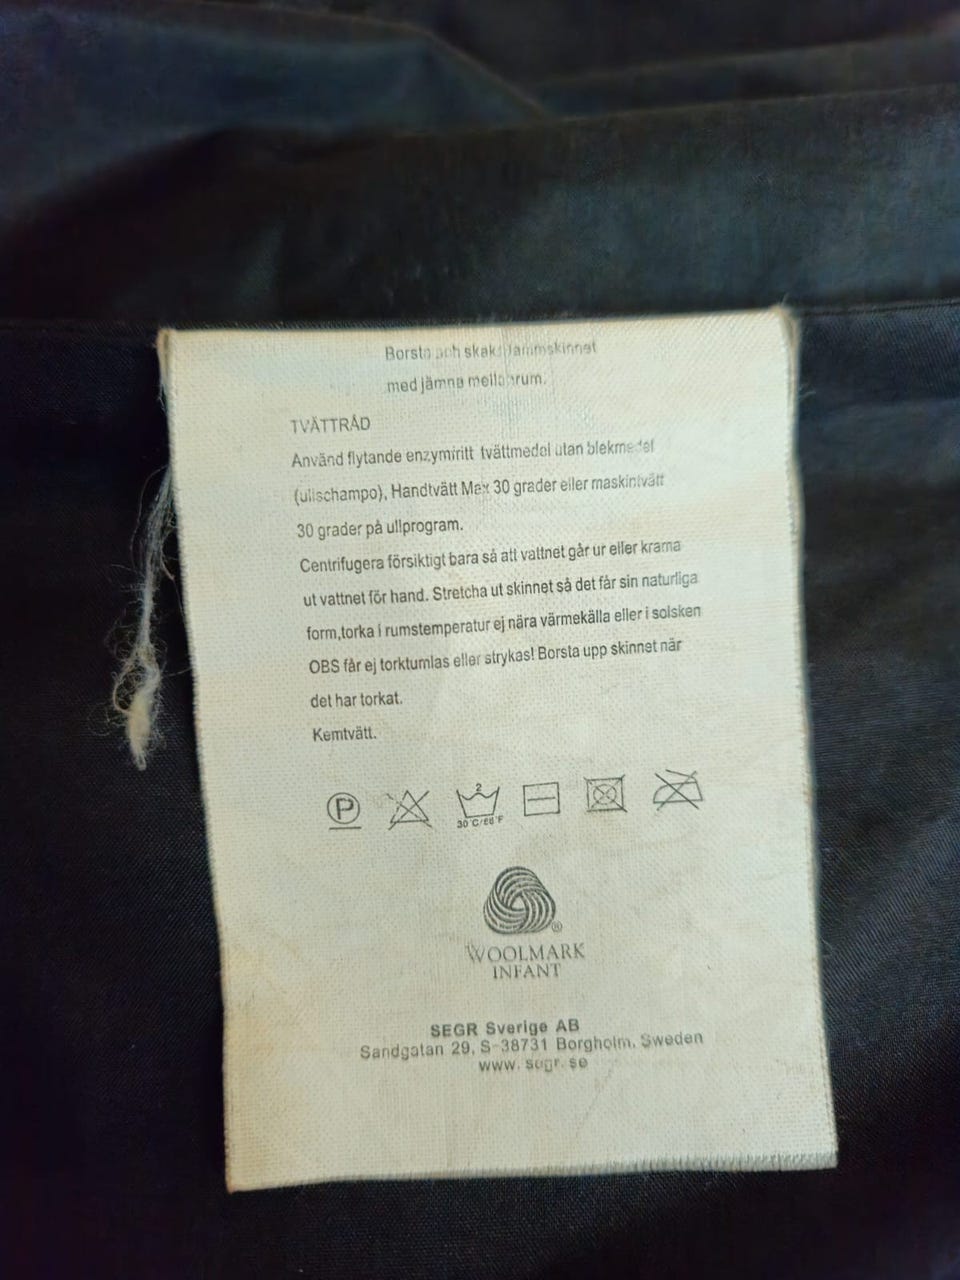 Borsta och skaka lammskinnet
med jämna mellanrum.
TVÄTTRÅD
Använd flytande enzymfritt tvättmedel utan blekmedel
(ullschampo), Handtvätt Max 30 grader eller maskintvätt
30 grader på ullprogram.
Centrifugera försiktigt bara så att vattnet går ur eller krama
ut vattnet för hand. Stretcha ut skinnet så det får sin naturliga
form,torka i rumstemperatur ej nära värmekälla eller i solsken
OBS får ej torktumlas eller strykas! Borsta upp skinnet när
det har torkat.
Kemtvätt.
P
2
30°C/86°F
WOOLMARK
INFANT
SEGR Sverige AB
Sandgatan 29, S-38731 Borgholm, Sweden
www.segr.se